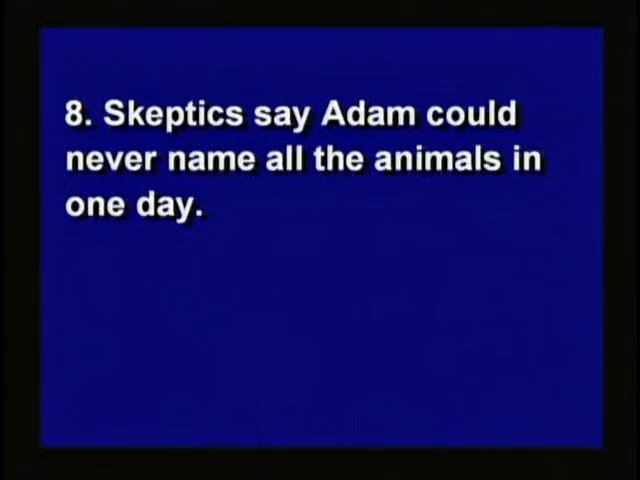 8. Skeptics say Adam could
never name all the animals in
one day.